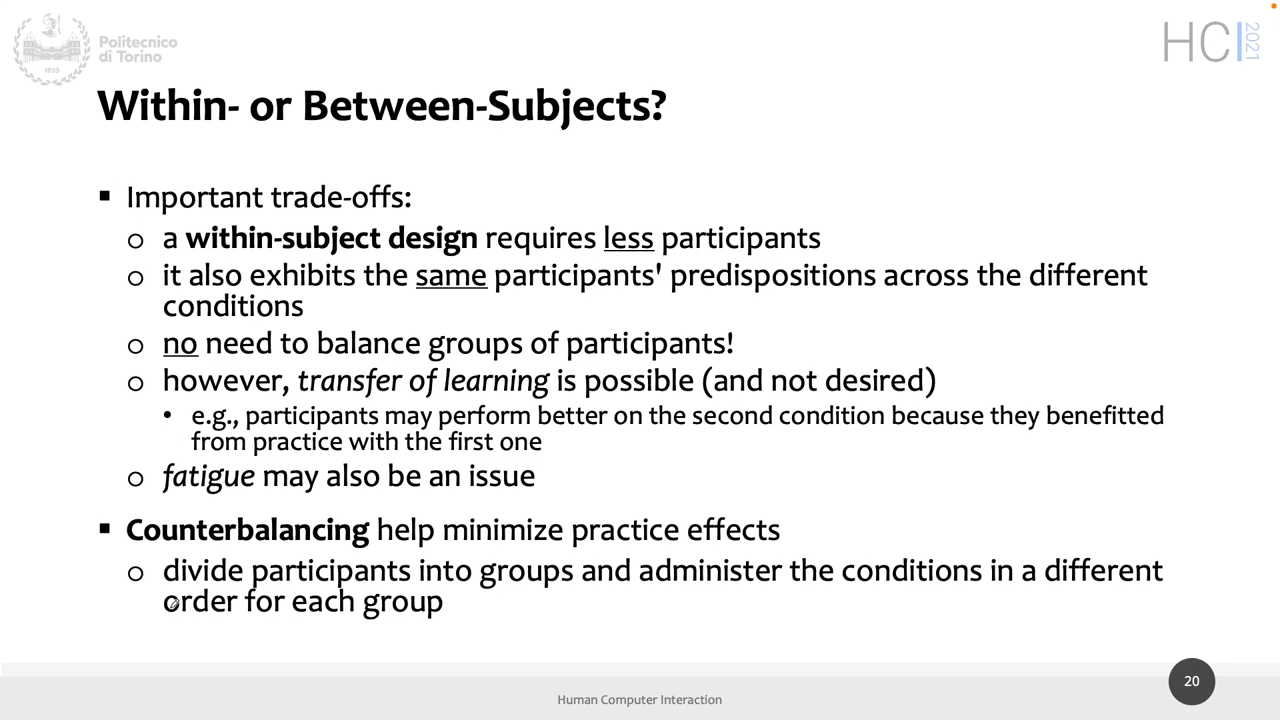 Politecnico
di Torino
1859
HCI 2021
Within- or Between-Subjects?
▪ Important trade-offs:
o a within-subject design requires less participants
o it also exhibits the same participants' predispositions across the different
conditions
o no need to balance groups of participants!
o however, transfer of learning is possible (and not desired)
• e.g., participants may perform better on the second condition because they benefitted
from practice with the first one
o fatigue may also be an issue
▪ Counterbalancing help minimize practice effects
o divide participants into groups and administer the conditions in a different
order for each group
Human Computer Interaction
20